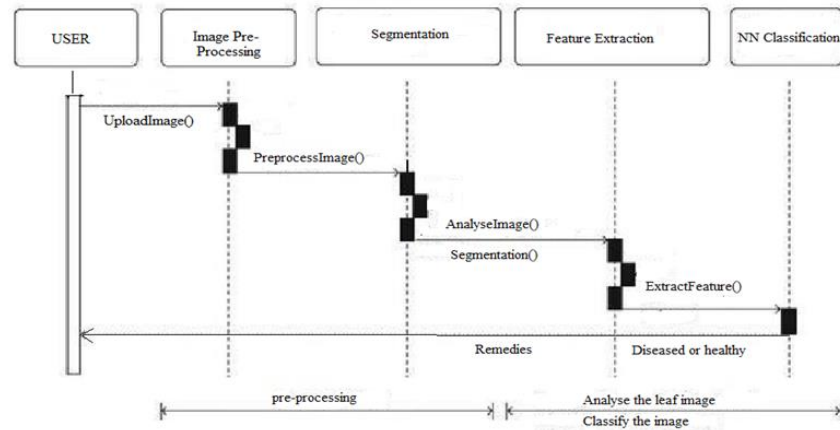 USER
Image Pre-
Processing
Segmentation
Feature Extraction
NN Classification
UploadImage()
PreprocessImage()
AnalyseImage()
Segmentation()
ExtractFeature()
Remedies
Diseased or healthy
pre-processing
Analyse the leaf image
Classify the image